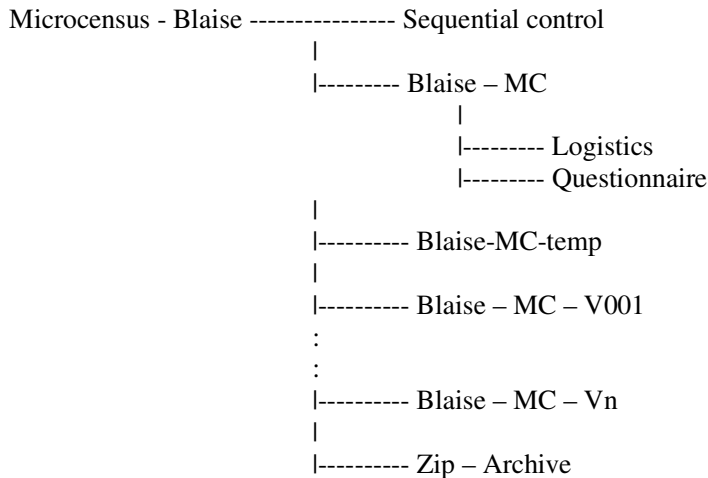 Microcensus - Blaise ---------------- Sequential control
|
|--------- Blaise – MC
|
|--------- Logistics
|--------- Questionnaire
|
|---------- Blaise-MC-temp
|
|---------- Blaise – MC – V001
:
:
|---------- Blaise – MC – Vn
|
|---------- Zip – Archive